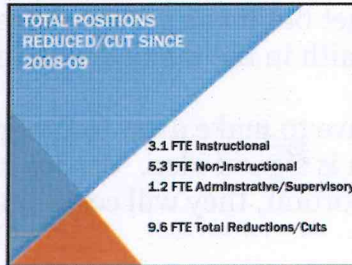 TOTAL POSITIONS
REDUCED/CUT SINCE
2008-09
3.1 FTE Instructional
5.3 FTE Non-Instructional
1.2 FTE Adminstrative/Supervisory
9.6 FTE Total Reductions/Cuts